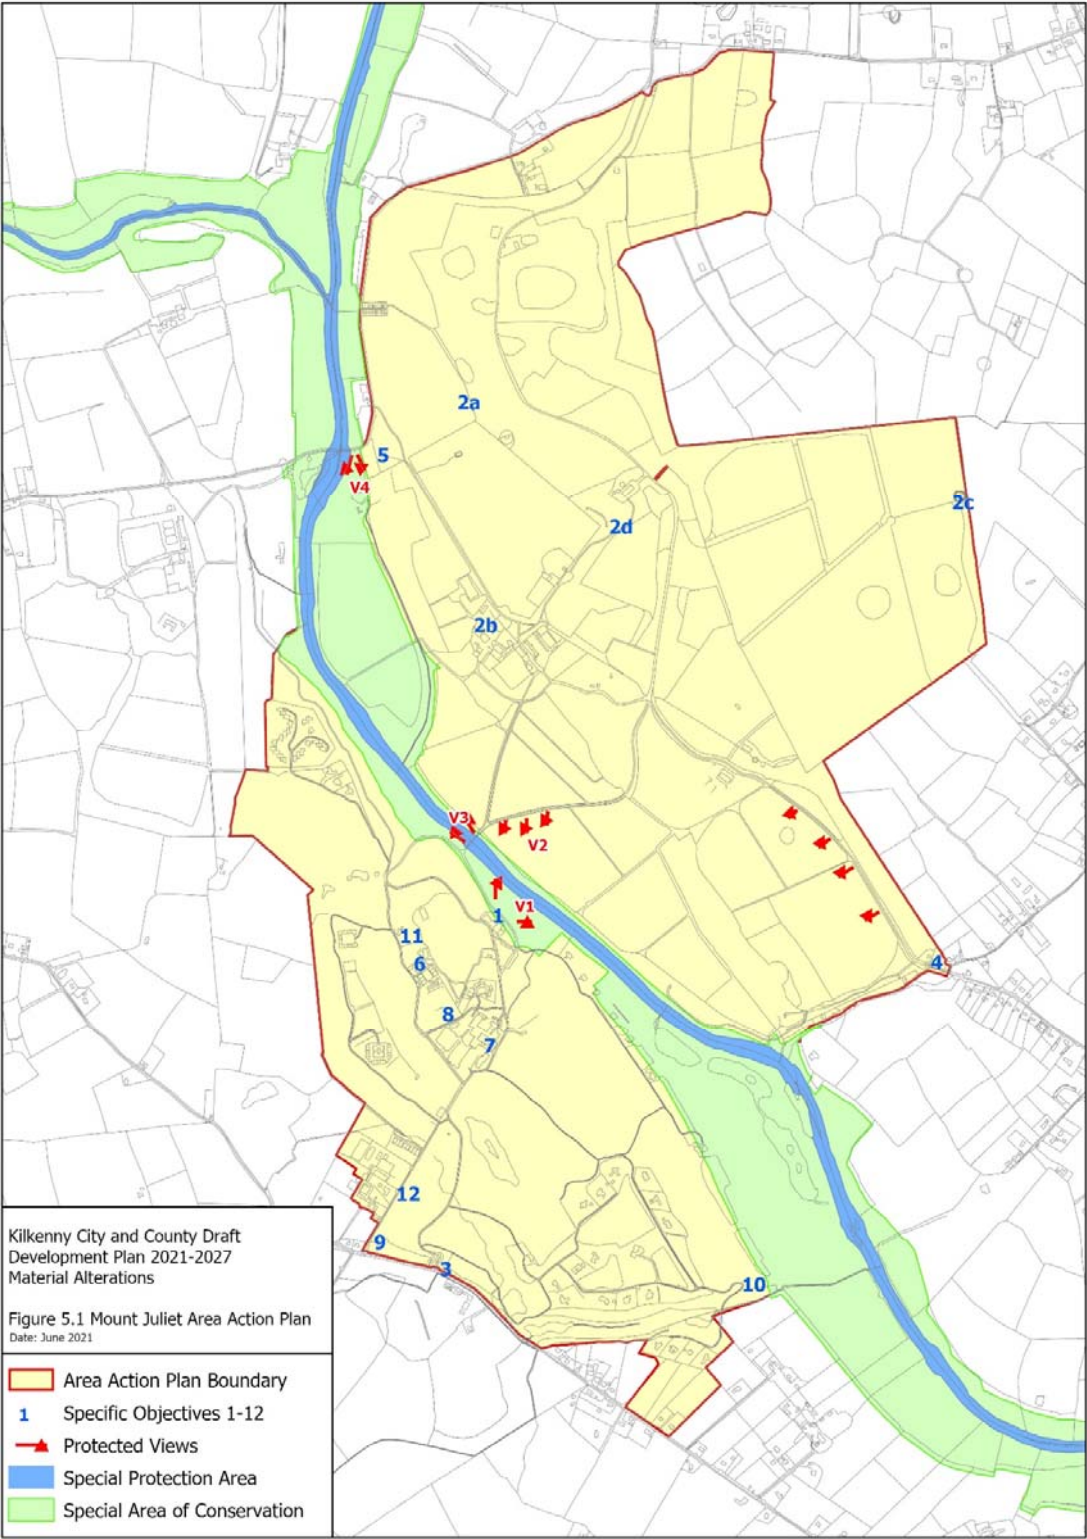 2a
5
V4
2c
2d
2b
V3
V2
V1
1
11
6
4
8
7
12
9
3
10
Kilkenny City and County Draft
Development Plan 2021-2027
Material Alterations
Figure 5.1 Mount Juliet Area Action Plan
Date: June 2021
Area Action Plan Boundary
1 Specific Objectives 1-12
Protected Views
Special Protection Area
Special Area of Conservation